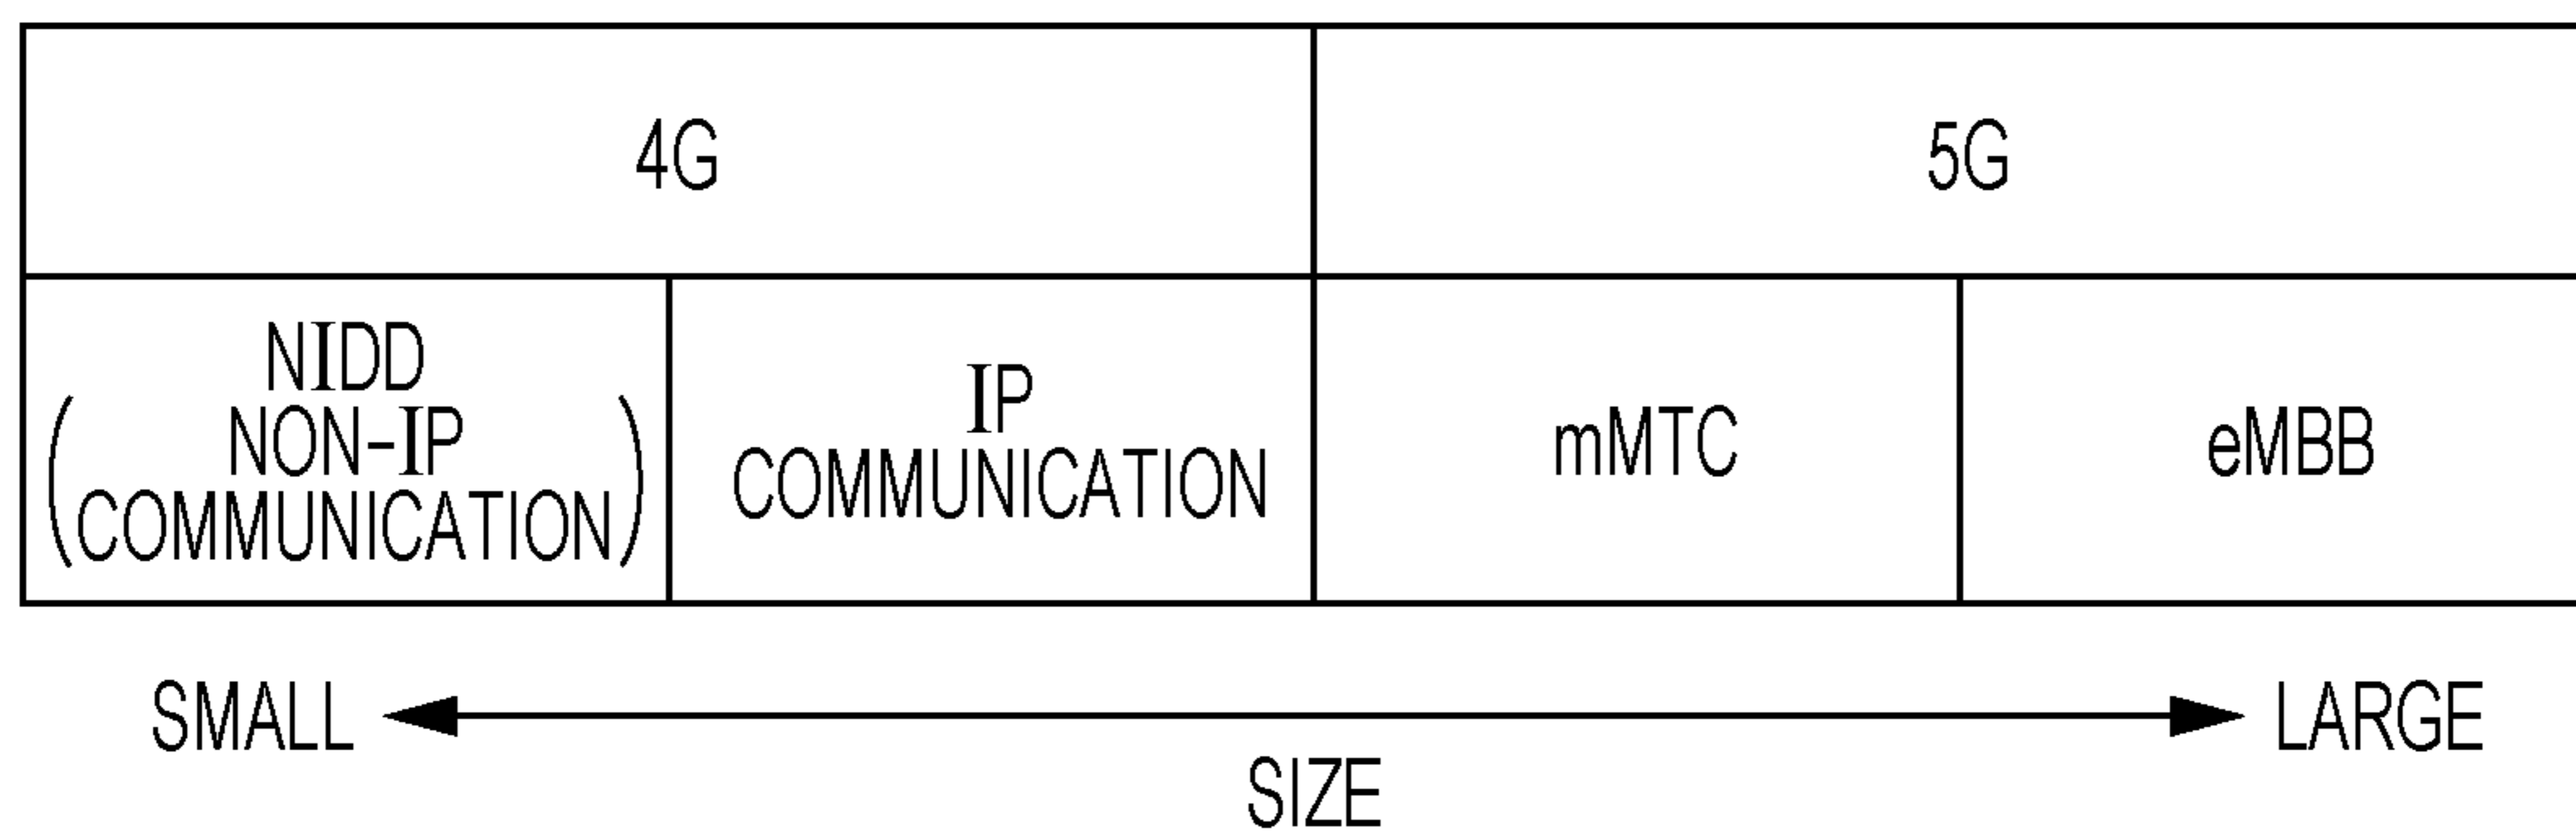 4G
5G
NIDD
(NON-IP
COMMUNICATION)
IP
COMMUNICATION
mMTC
eMBB
SMALL
LARGE
SIZE